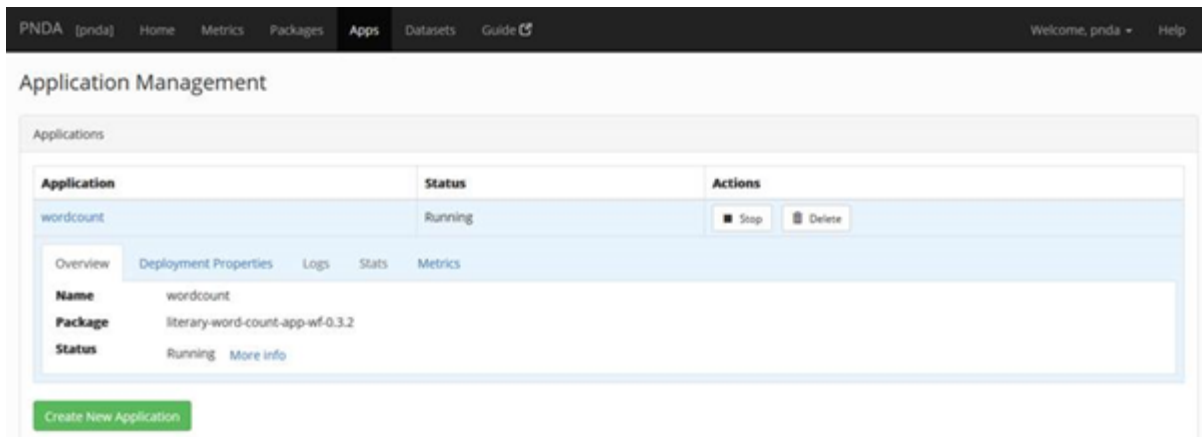 PNDA [pnda] Home Metrics Packages Apps Datasets Guide Welcome, pnda Help
Application Management
Applications
Application Status Actions
wordcount Running Stop Delete
Overview Deployment Properties Logs Stats Metrics
Name wordcount
Package literary-word-count-app-wf-0.3.2
Status Running More info
Create New Application